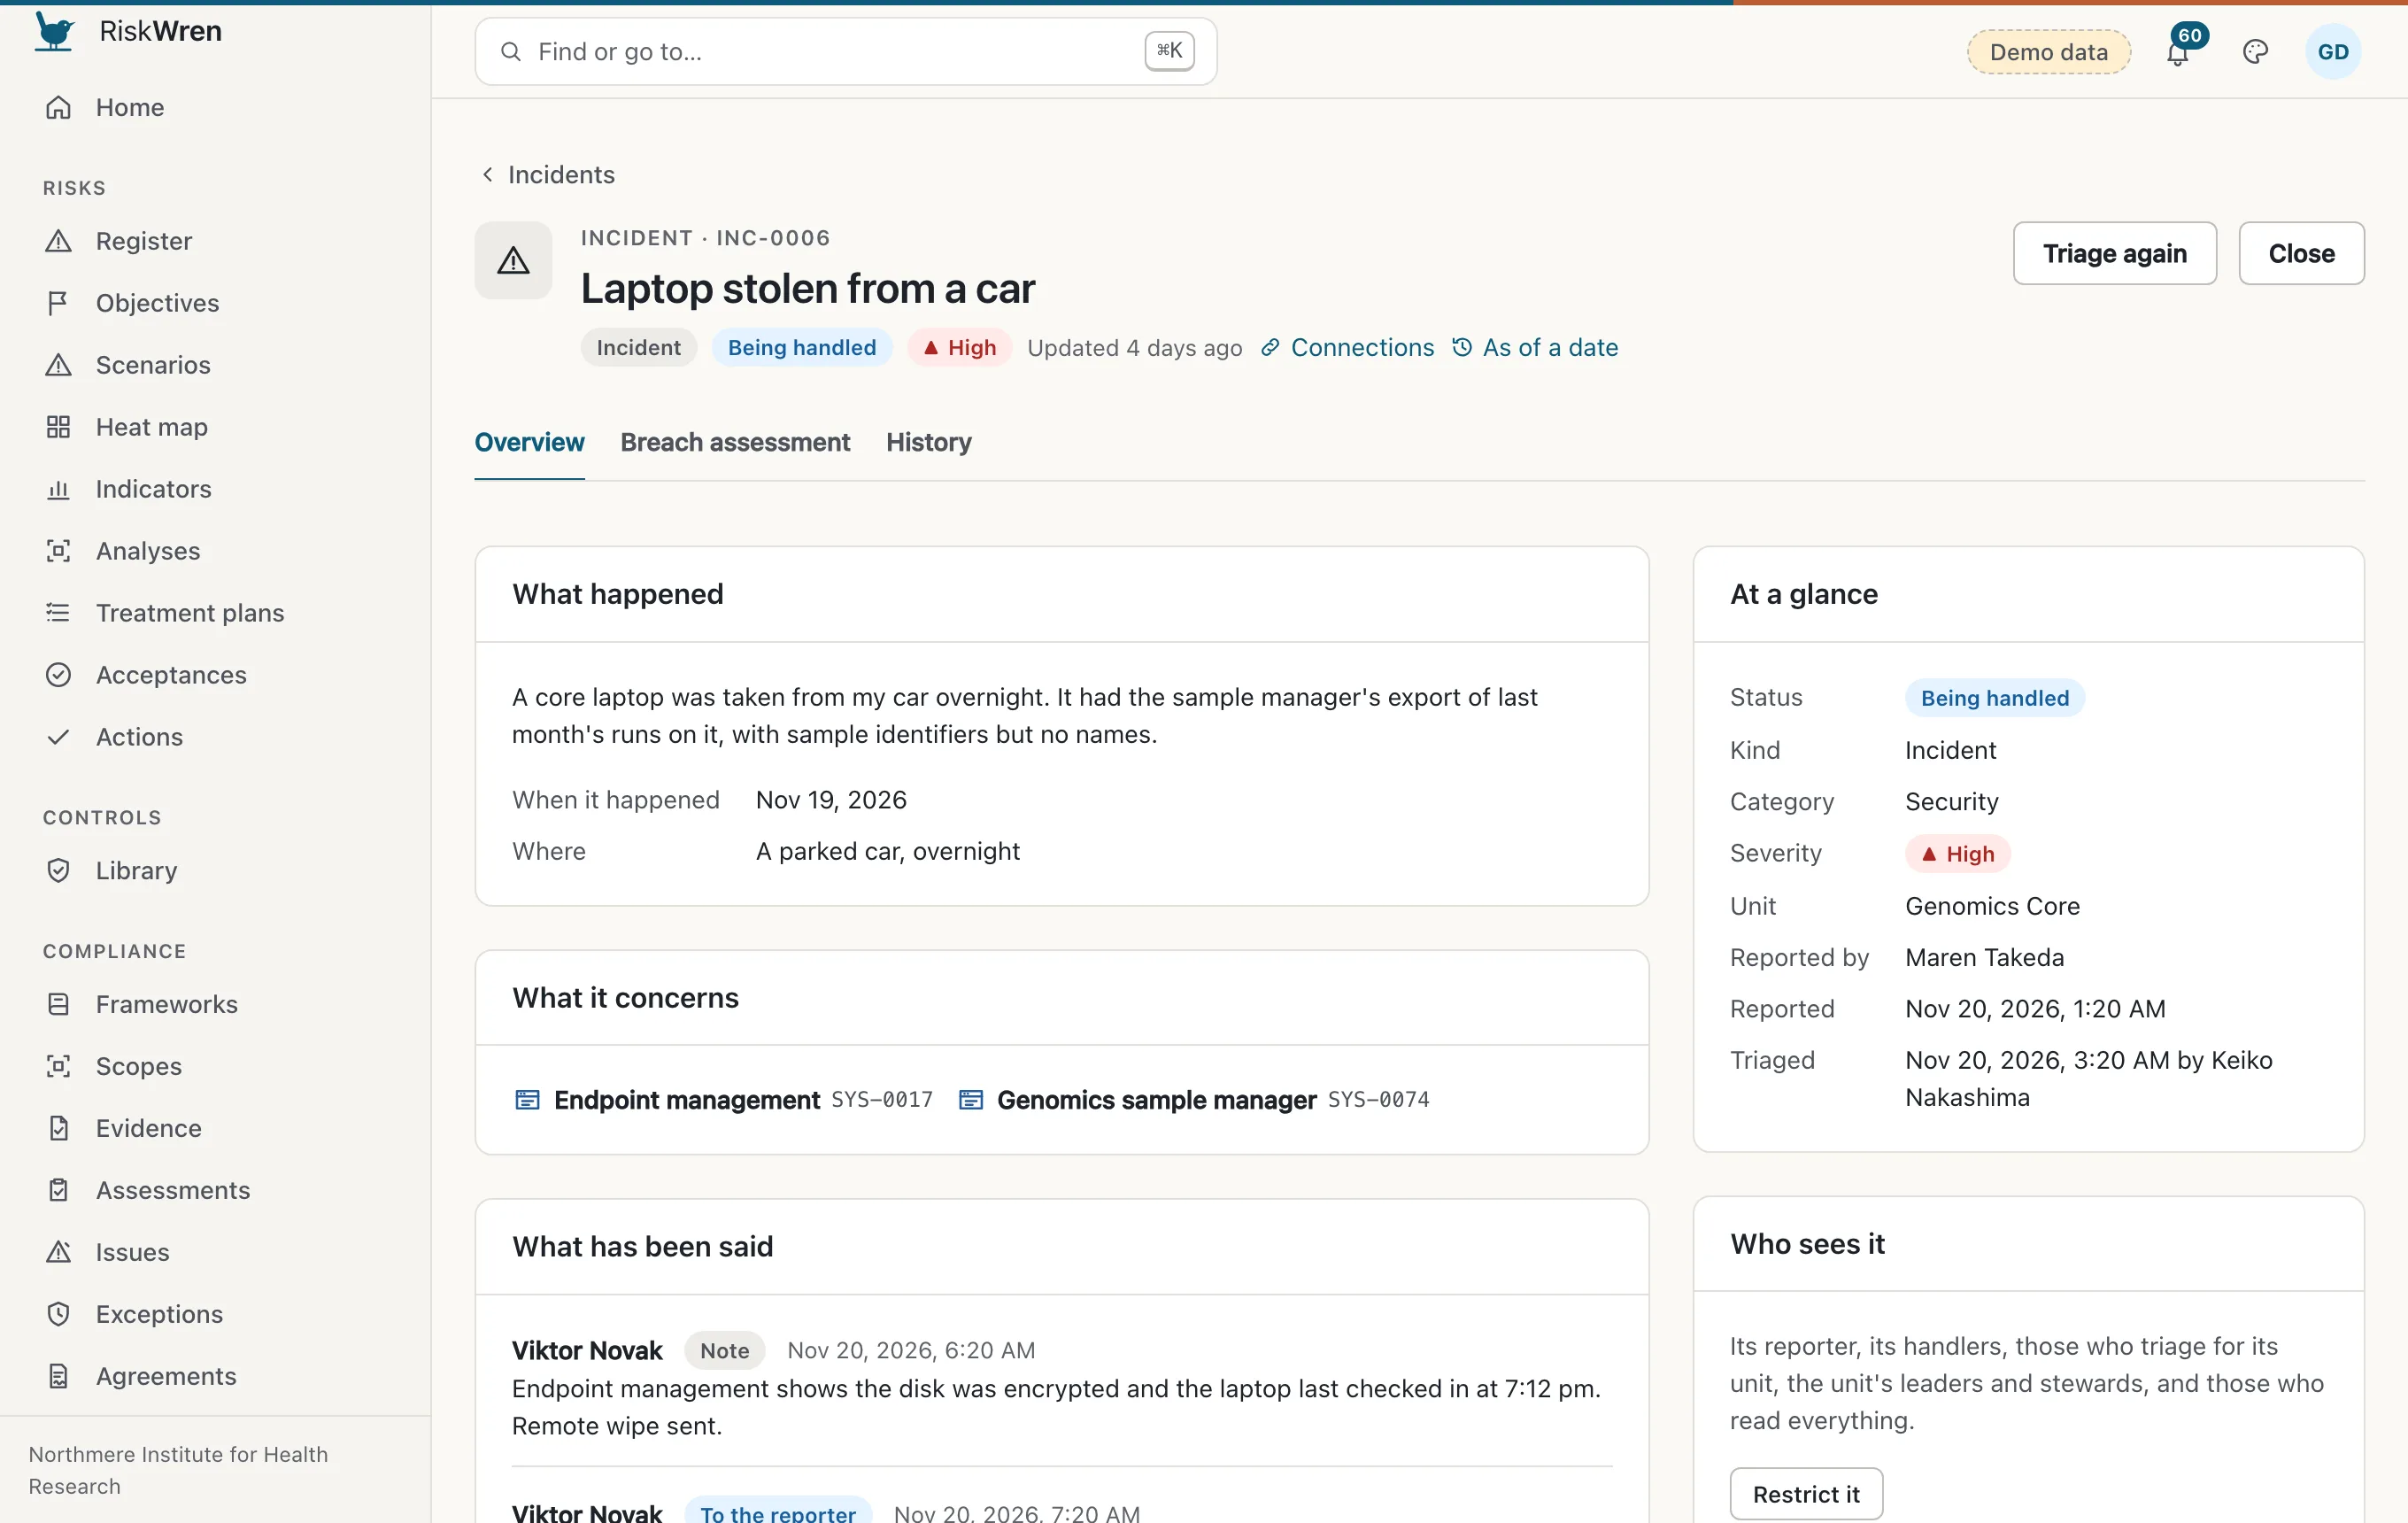 RiskWren
Find or go to...
⌘K
Demo data
60
GD
Home
RISKS
Register
Objectives
Scenarios
Heat map
Indicators
Analyses
Treatment plans
Acceptances
Actions
CONTROLS
Library
COMPLIANCE
Frameworks
Scopes
Evidence
Assessments
Issues
Exceptions
Agreements
Northmere Institute for Health
Research
Incidents
INCIDENT · INC-0006
Laptop stolen from a car
Triage again
Close
Incident
Being handled
High
Updated 4 days ago
Connections
As of a date
Overview
Breach assessment
History
What happened
A core laptop was taken from my car overnight. It had the sample manager's export of last
month's runs on it, with sample identifiers but no names.
When it happened Nov 19, 2026
Where A parked car, overnight
What it concerns
Endpoint management SYS-0017 Genomics sample manager SYS-0074
What has been said
Viktor Novak Note Nov 20, 2026, 6:20 AM
Endpoint management shows the disk was encrypted and the laptop last checked in at 7:12 pm.
Remote wipe sent.
Viktor Novak To the reporter Nov 20, 2026, 7:20 AM
At a glance
Status Being handled
Kind Incident
Category Security
Severity High
Unit Genomics Core
Reported by Maren Takeda
Reported Nov 20, 2026, 1:20 AM
Triaged Nov 20, 2026, 3:20 AM by Keiko
Nakashima
Who sees it
Its reporter, its handlers, those who triage for its
unit, the unit's leaders and stewards, and those who
read everything.
Restrict it